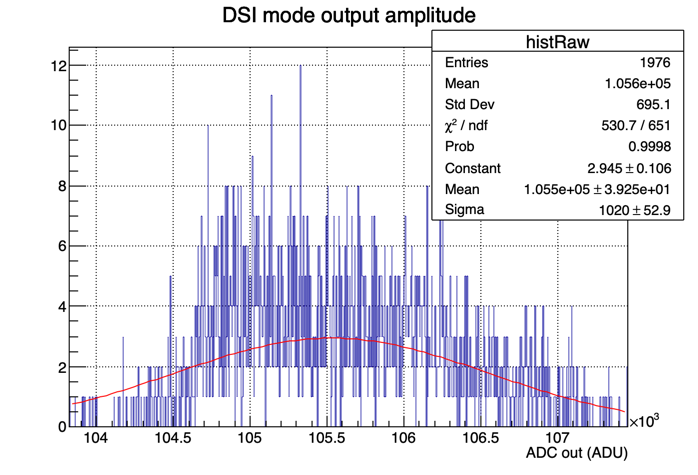 DSI mode output amplitude
histRaw
Entries 1976
Mean 1.056e+05
Std Dev 695.1
χ² / ndf 530.7 / 651
Prob 0.9998
Constant 2.945 ± 0.106
Mean 1.055e+05 ± 3.925e+01
Sigma 1020 ± 52.9
12
10
8
6
4
2
0
104 104.5 105 105.5 106 106.5 107
×10³
ADC out (ADU)